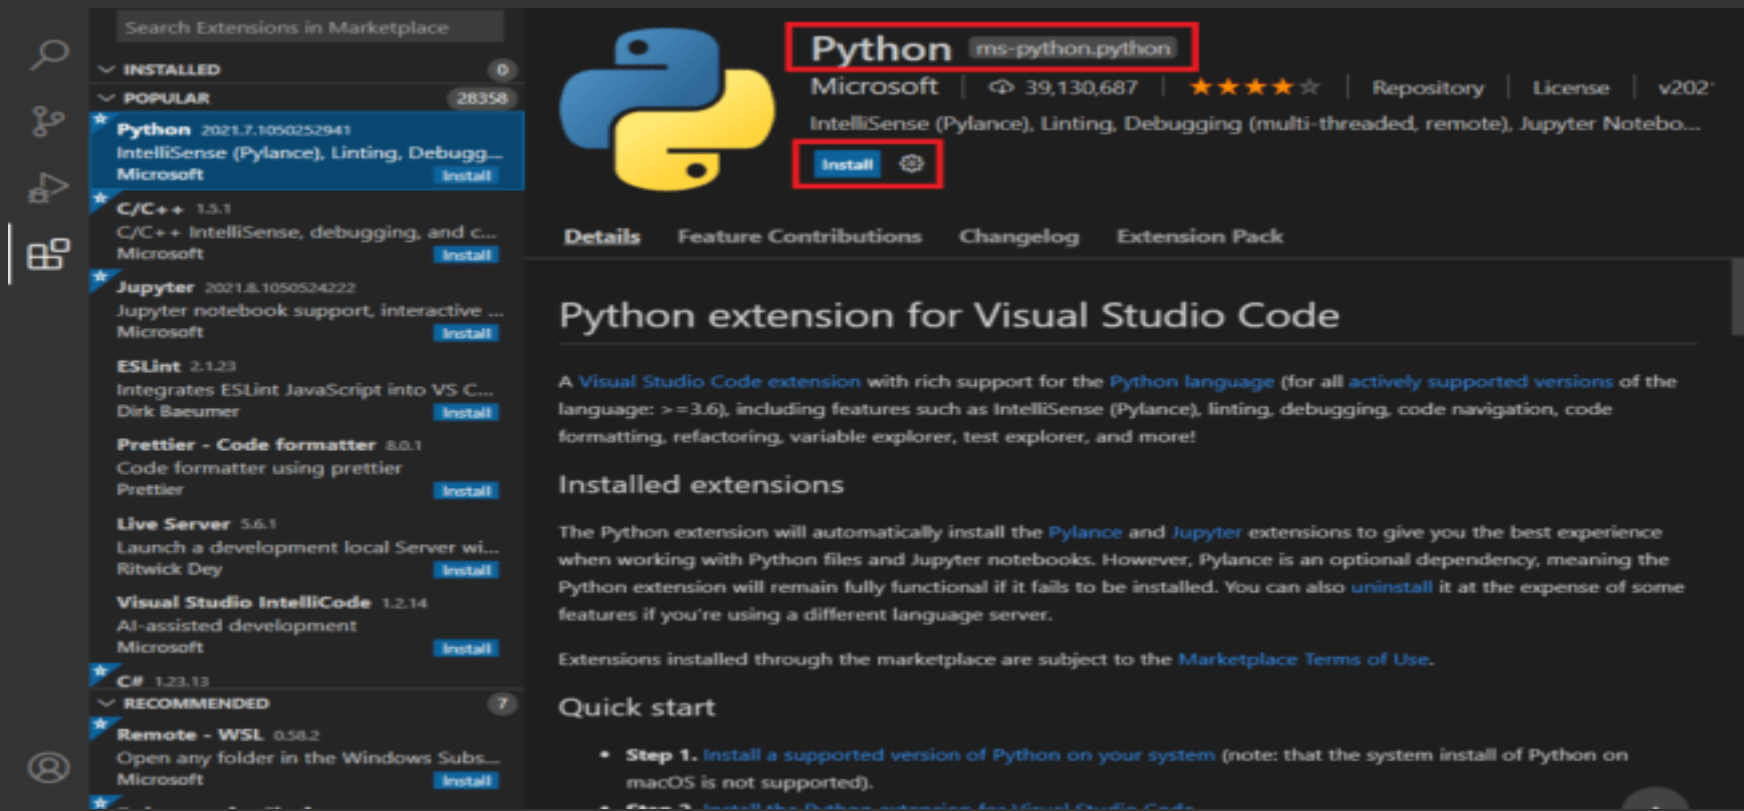 Search Extensions in Marketplace
INSTALLED 0
POPULAR 28358
Python 2021.7.1050252941
IntelliSense (Pylance), Linting, Debugg...
Microsoft Install
C/C++ 1.5.1
C/C++ IntelliSense, debugging, and c...
Microsoft Install
Jupyter 2021.8.1050524222
Jupyter notebook support, interactive ...
Microsoft Install
ESLint 2.1.23
Integrates ESLint JavaScript into VS C...
Dirk Baeumer Install
Prettier - Code formatter 8.0.1
Code formatter using prettier
Prettier Install
Live Server 5.6.1
Launch a development local Server wi...
Ritwick Dey Install
Visual Studio IntelliCode 1.2.14
AI-assisted development
Microsoft Install
C# 1.23.13
RECOMMENDED 7
Remote - WSL 0.58.2
Open any folder in the Windows Subs...
Microsoft Install
Python ms-python.python
Microsoft 39,130,687 Repository License v202
IntelliSense (Pylance), Linting, Debugging (multi-threaded, remote), Jupyter Notebo...
Install
Details Feature Contributions Changelog Extension Pack
Python extension for Visual Studio Code
A Visual Studio Code extension with rich support for the Python language (for all actively supported versions of the
language: >=3.6), including features such as IntelliSense (Pylance), linting, debugging, code navigation, code
formatting, refactoring, variable explorer, test explorer, and more!
Installed extensions
The Python extension will automatically install the Pylance and Jupyter extensions to give you the best experience
when working with Python files and Jupyter notebooks. However, Pylance is an optional dependency, meaning the
Python extension will remain fully functional if it fails to be installed. You can also uninstall it at the expense of some
features if you're using a different language server.
Extensions installed through the marketplace are subject to the Marketplace Terms of Use.
Quick start
• Step 1. Install a supported version of Python on your system (note: that the system install of Python on
macOS is not supported).
• Step 2. Install the Python extension for Visual Studio Code